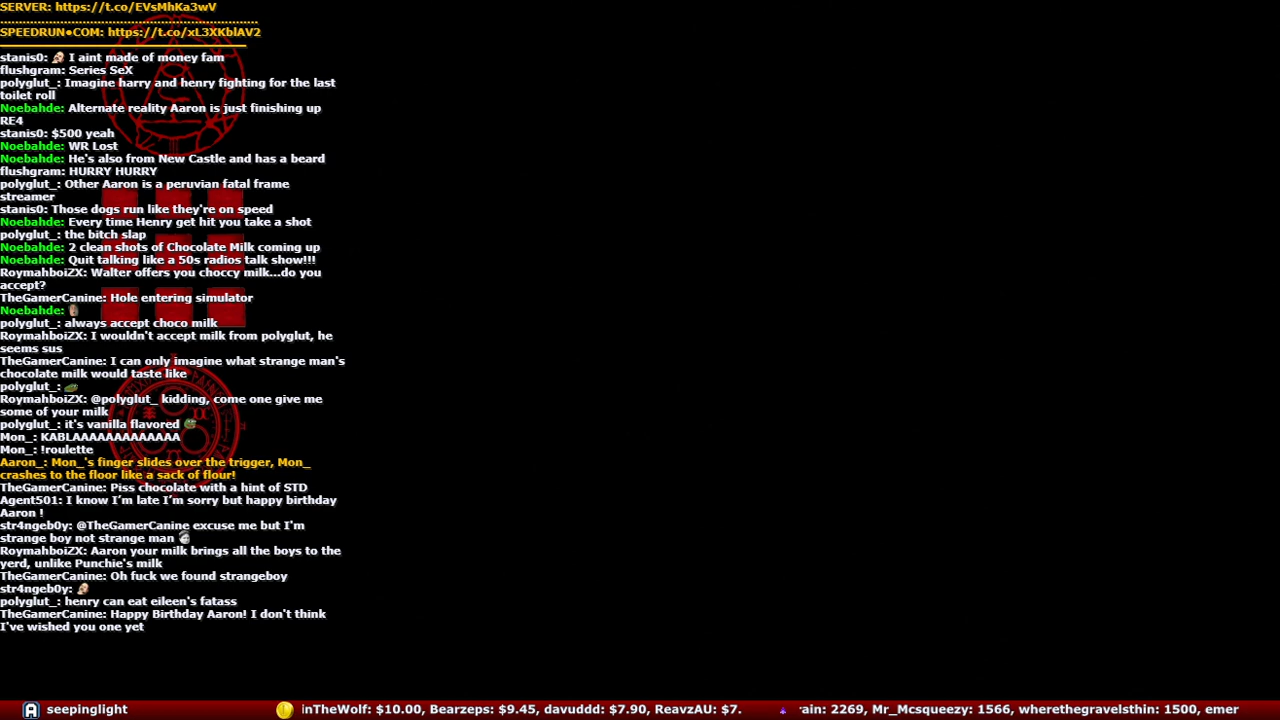 SERVER: https://t.co/EVsMhKa3wV
SPEEDRUN●COM: https://t.co/xL3XKblAV2
stanis0: I aint made of money fam
flushgram: Series SeX
polyglut_: Imagine harry and henry fighting for the last
toilet roll
Noebahde: Alternate reality Aaron is just finishing up
RE4
stanis0: $500 yeah
Noebahde: WR Lost
Noebahde: He's also from New Castle and has a beard
flushgram: HURRY HURRY
polyglut_: Other Aaron is a peruvian fatal frame
streamer
stanis0: Those dogs run like they're on speed
Noebahde: Every time Henry get hit you take a shot
polyglut_: the bitch slap
Noebahde: 2 clean shots of Chocolate Milk coming up
Noebahde: Quit talking like a 50s radios talk show!!!
RoymahboiZX: Walter offers you choccy milk...do you
accept?
TheGamerCanine: Hole entering simulator
Noebahde:
polyglut_: always accept choco milk
RoymahboiZX: I wouldn't accept milk from polyglut, he
seems sus
TheGamerCanine: I can only imagine what strange man's
chocolate milk would taste like
polyglut_:
RoymahboiZX: @polyglut_ kidding, come one give me
some of your milk
polyglut_: it's vanilla flavored
Mon_: KABLAAAAAAAAAAAAA
Mon_: !roulette
Aaron_: Mon_'s finger slides over the trigger, Mon_
crashes to the floor like a sack of flour!
TheGamerCanine: Piss chocolate with a hint of STD
Agent501: I know I’m late I’m sorry but happy birthday
Aaron !
str4ngeb0y: @TheGamerCanine excuse me but I'm
strange boy not strange man
RoymahboiZX: Aaron your milk brings all the boys to the
yerd, unlike Punchie's milk
TheGamerCanine: Oh fuck we found strangeboy
str4ngeb0y:
polyglut_: henry can eat eileen's fatass
TheGamerCanine: Happy Birthday Aaron! I don't think
I've wished you one yet
A seepinglight inTheWolf: $10.00, Bearzeps: $9.45, davuddd: $7.90, ReavzAU: $7. rain: 2269, Mr_Mcsqueezy: 1566, wherethegravelsthin: 1500, emer